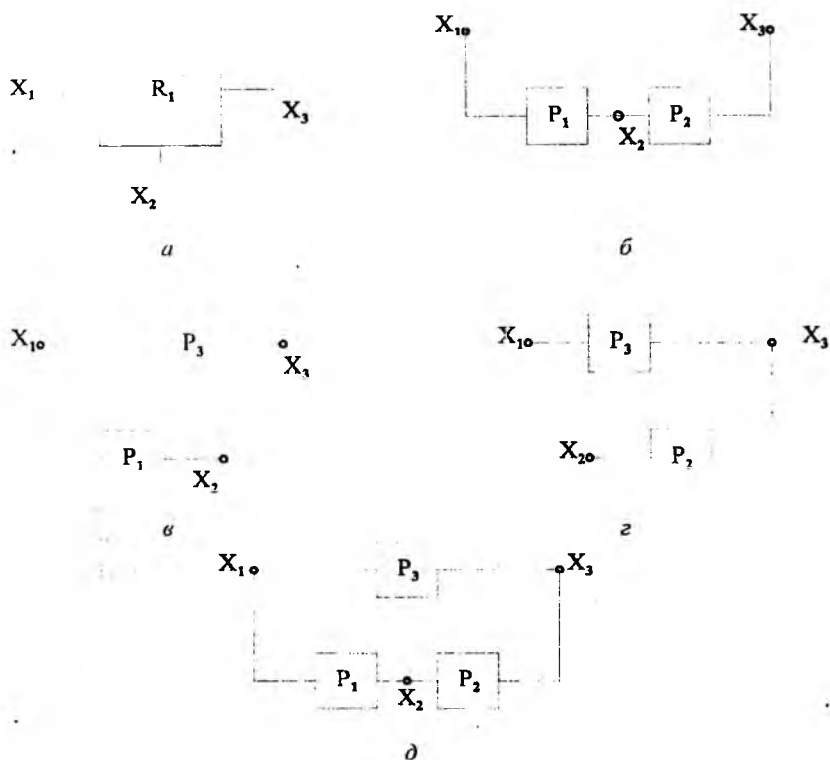 X₁ R₁ X₃
X₂
а
X₁ X₃
P₁ P₂
X₂
б
X₁ P₃ X₃
P₁ X₂
в
X₁ P₃ X₃
X₂ P₂
г
X₁ P₃ X₃
P₁ P₂
X₂
д